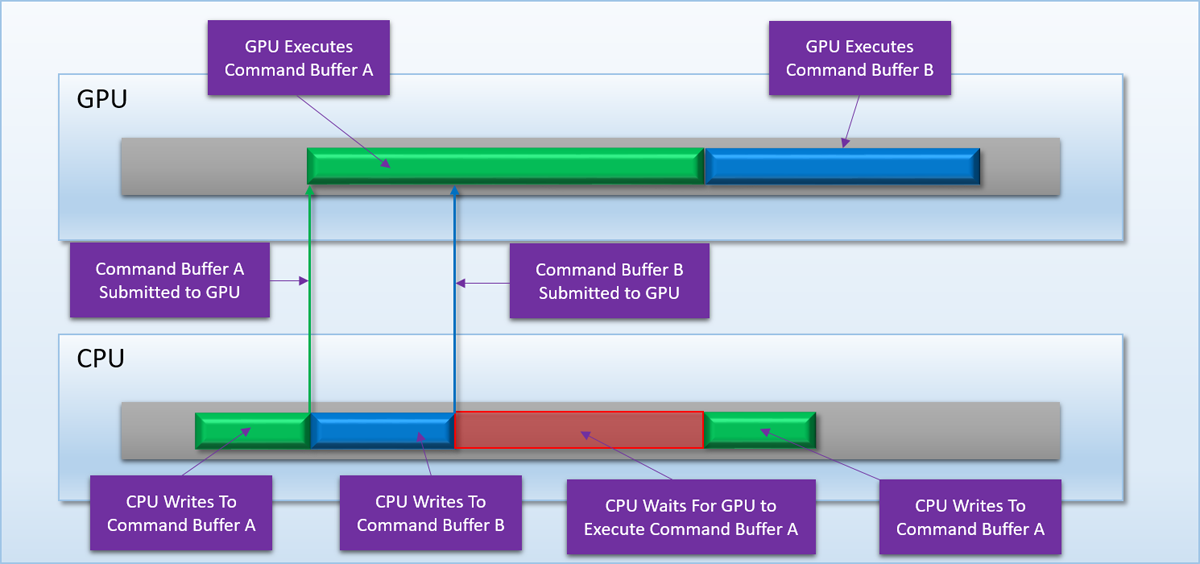 GPU Executes
Command Buffer A
GPU Executes
Command Buffer B
GPU
Command Buffer A
Submitted to GPU
Command Buffer B
Submitted to GPU
CPU
CPU Writes To
Command Buffer A
CPU Writes To
Command Buffer B
CPU Waits For GPU to
Execute Command Buffer A
CPU Writes To
Command Buffer A